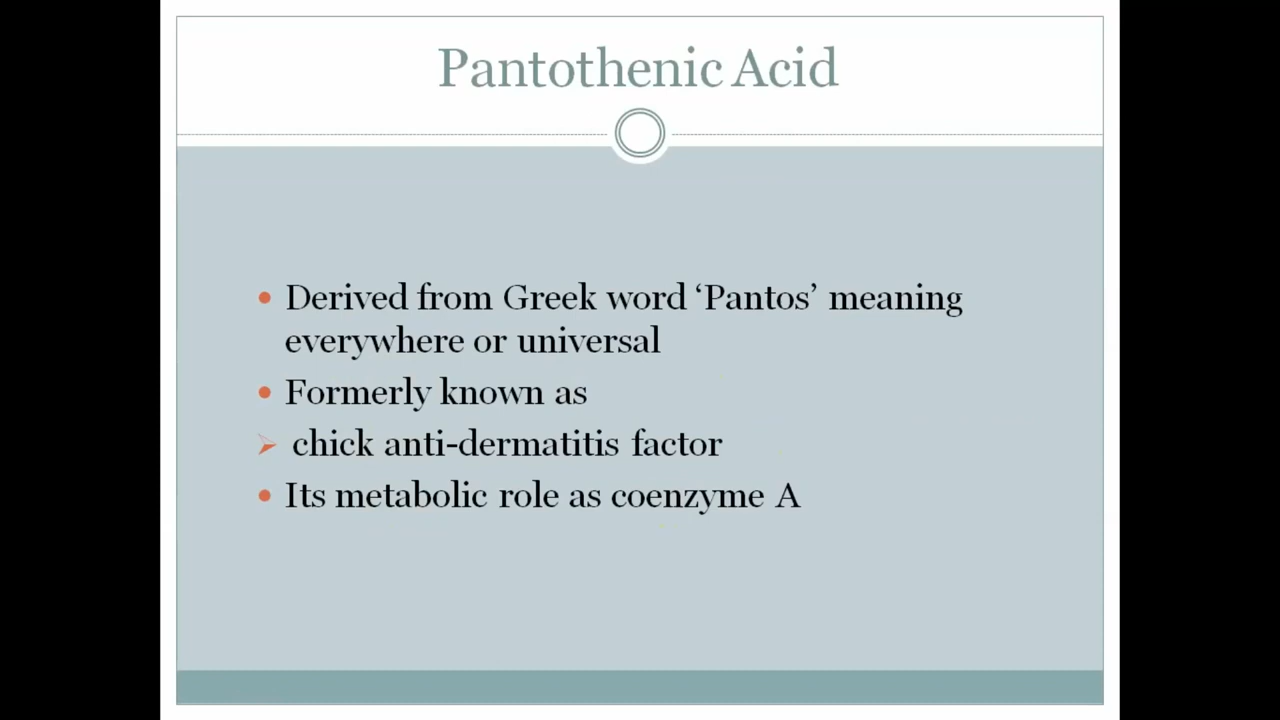 Pantothenic Acid
• Derived from Greek word ‘Pantos’ meaning
everywhere or universal
• Formerly known as
➢ chick anti-dermatitis factor
• Its metabolic role as coenzyme A